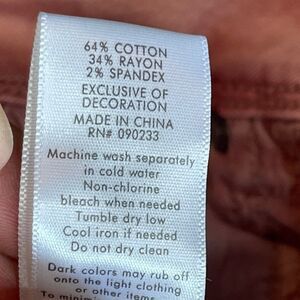 64% COTTON
34% RAYON
2% SPANDEX
EXCLUSIVE OF
DECORATION
MADE IN CHINA
RN# 090233
Machine wash separately
in cold water
Non-chlorine
bleach when needed
Tumble dry low
Cool iron if needed
Do not dry clean
Dark colors may rub off
onto the light clothing
or other items
To minimi